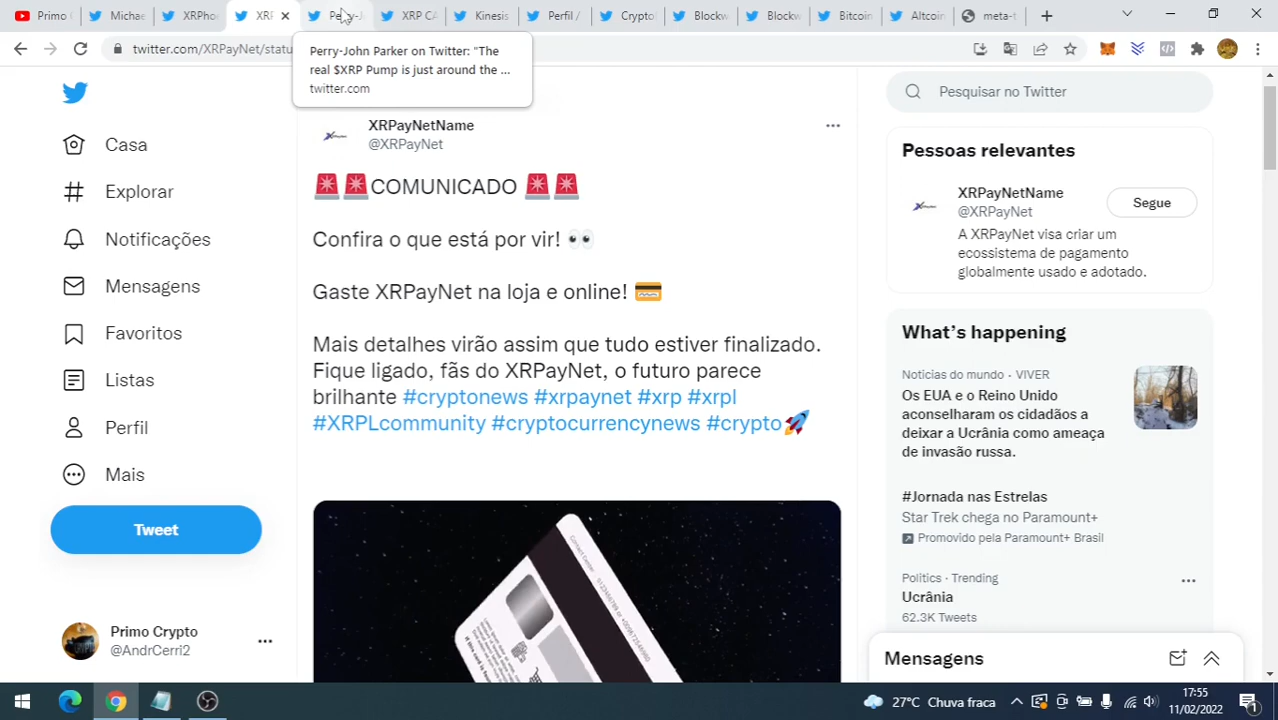 Primo
Michae
XRPho
XRP
Perry-J
XRP CA
Kinesis
Perfil /
Crypto
Blockw
Blockw
Bitcoin
Altcoin
meta-t
twitter.com/XRPayNet/statu
Perry-John Parker on Twitter: "The
real $XRP Pump is just around the ...
twitter.com
Casa
Explorar
Notificações
Mensagens
Favoritos
Listas
Perfil
Mais
Tweet
Primo Crypto
@AndrCerri2
XRPayNetName
@XRPayNet
🚨🚨COMUNICADO 🚨🚨
Confira o que está por vir! 👀
Gaste XRPayNet na loja e online! 💳
Mais detalhes virão assim que tudo estiver finalizado.
Fique ligado, fãs do XRPayNet, o futuro parece
brilhante #cryptonews #xrpaynet #xrp #xrpl
#XRPLcommunity #cryptocurrencynews #crypto🚀
Pesquisar no Twitter
Pessoas relevantes
XRPayNetName
@XRPayNet
Segue
A XRPayNet visa criar um
ecossistema de pagamento
globalmente usado e adotado.
What's happening
Notícias do mundo · VIVER
Os EUA e o Reino Unido
aconselharam os cidadãos a
deixar a Ucrânia como ameaça
de invasão russa.
#Jornada nas Estrelas
Star Trek chega no Paramount+
Promovido pela Paramount+ Brasil
Politics · Trending
Ucrânia
62.3K Tweets
Mensagens
27°C Chuva fraca
17:55
11/02/2022
1